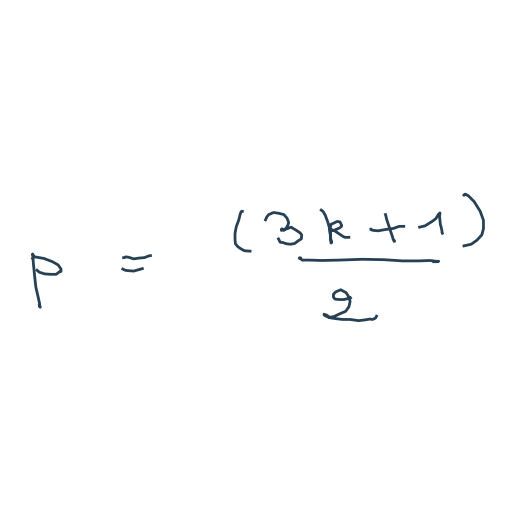 p = (3k+1)
2